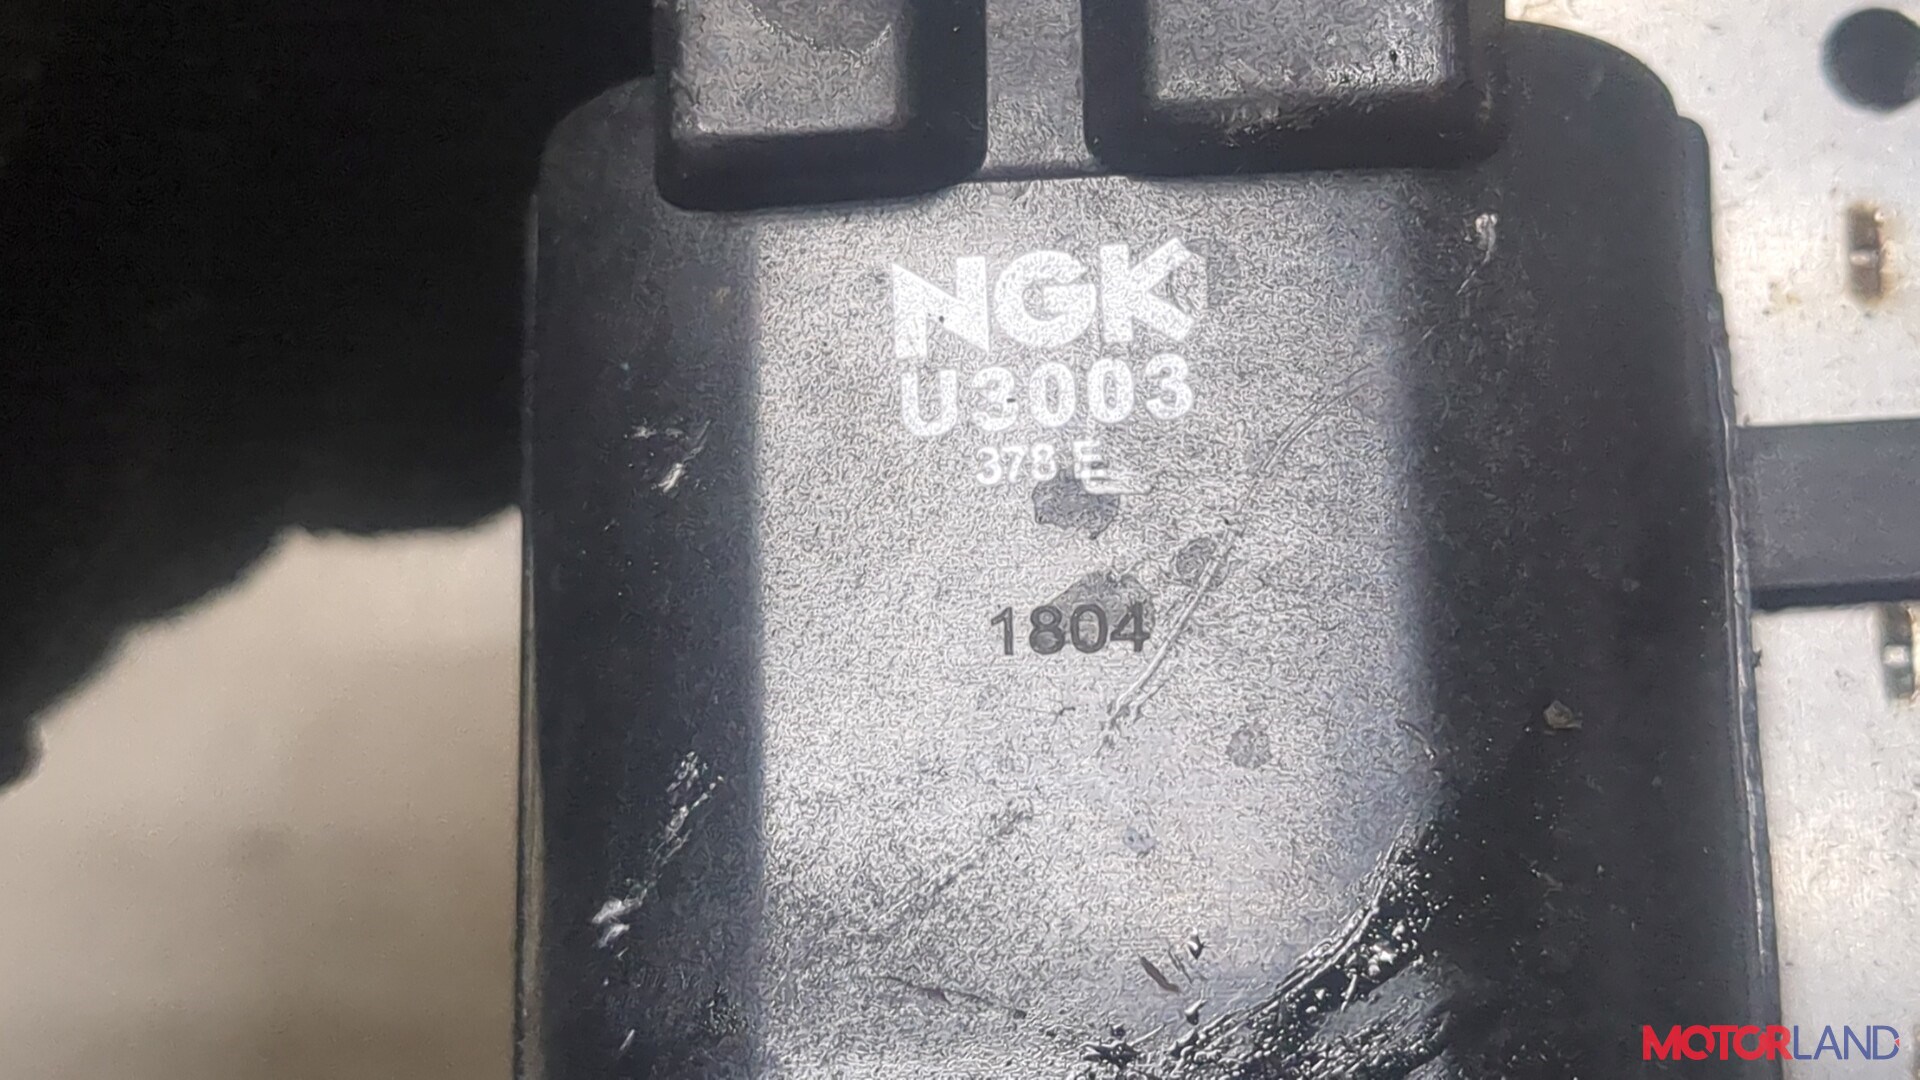 NGK
U3003
378 E
1804
MOTORLAND